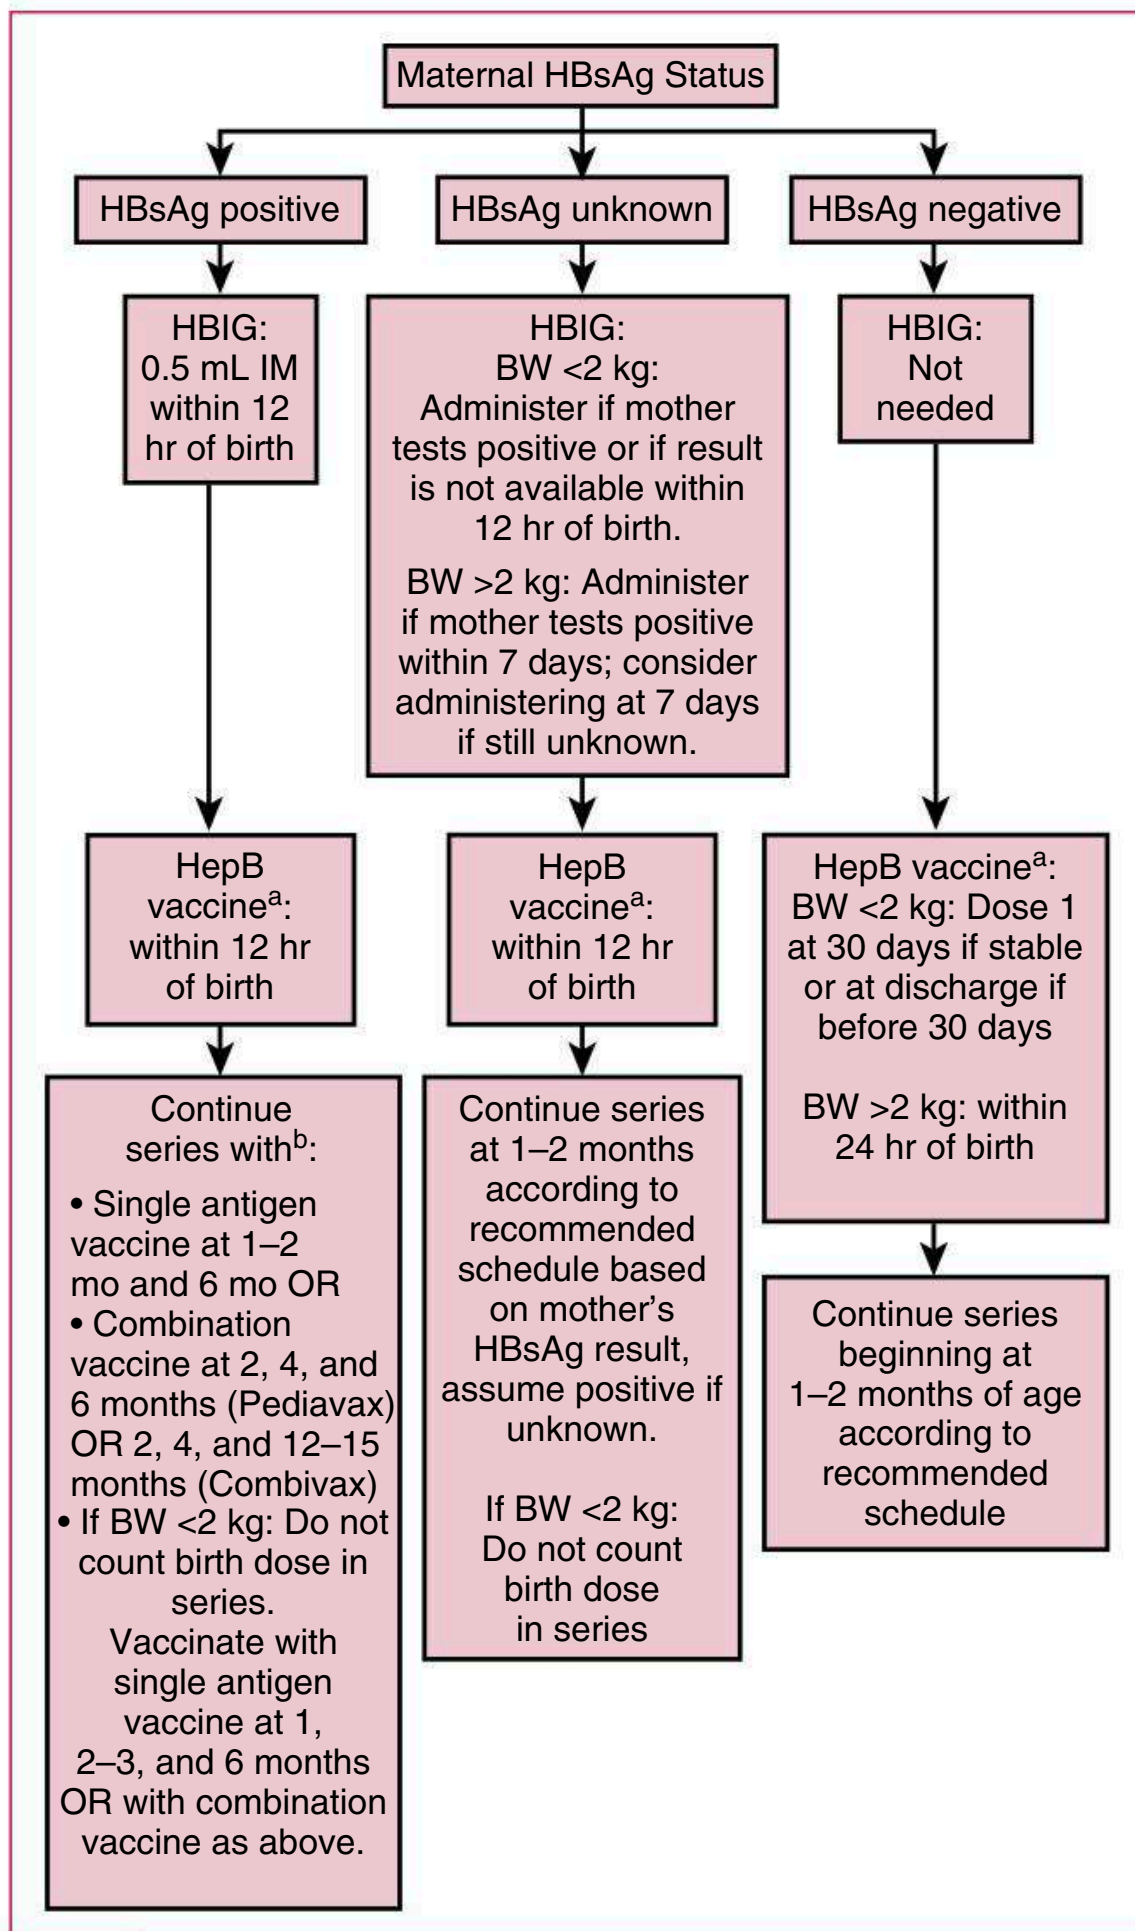 Maternal HBsAg Status
HBsAg positive
HBsAg unknown
HBsAg negative
HBIG:
0.5 mL IM
within 12
hr of birth
HBIG:
BW <2 kg:
Administer if mother
tests positive or if result
is not available within
12 hr of birth.
BW >2 kg: Administer
if mother tests positive
within 7 days; consider
administering at 7 days
if still unknown.
HBIG:
Not
needed
HepB
vaccineᵃ:
within 12 hr
of birth
HepB
vaccineᵃ:
within 12 hr
of birth
HepB vaccineᵃ:
BW <2 kg: Dose 1
at 30 days if stable
or at discharge if
before 30 days
BW >2 kg: within
24 hr of birth
Continue
series withᵇ:
• Single antigen
vaccine at 1–2
mo and 6 mo OR
• Combination
vaccine at 2, 4, and
6 months (Pediavax)
OR 2, 4, and 12–15
months (Combivax)
• If BW <2 kg: Do not
count birth dose in
series.
Vaccinate with
single antigen
vaccine at 1,
2–3, and 6 months
OR with combination
vaccine as above.
Continue series
at 1–2 months
according to
recommended
schedule based
on mother's
HBsAg result,
assume positive if
unknown.
If BW <2 kg:
Do not count
birth dose
in series
Continue series
beginning at
1–2 months of age
according to
recommended
schedule